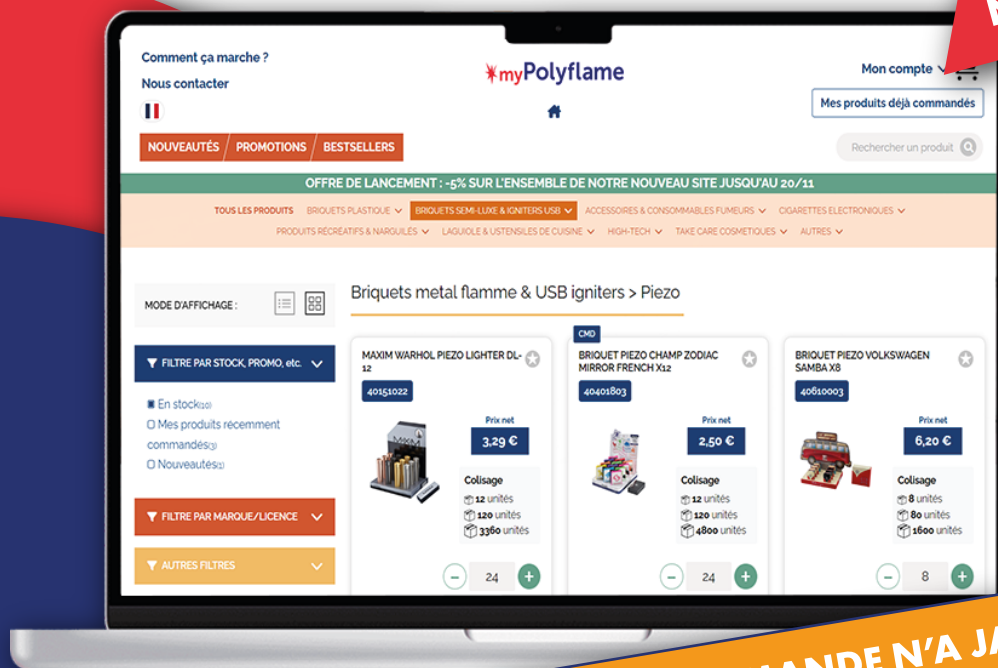 Comment ça marche ?
Nous contacter
myPolyflame
Mon compte
Mes produits déjà commandés
NOUVEAUTÉS PROMOTIONS BESTSELLERS
Rechercher un produit
OFFRE DE LANCEMENT : -5% SUR L'ENSEMBLE DE NOTRE NOUVEAU SITE JUSQU'AU 20/11
TOUS LES PRODUITS BRIQUETS PLASTIQUE BRIQUETS SEMI-LUXE & IGNITERS USB ACCESSOIRES & CONSOMMABLES FUMEURS CIGARETTES ELECTRONIQUES
PRODUITS RÉCRÉATIFS & NARGUILÉS LAGUIOLE & USTENSILES DE CUISINE HIGH-TECH TAKE CARE COSMETIQUES AUTRES
MODE D'AFFICHAGE :
Briquets metal flamme & USB igniters > Piezo
FILTRE PAR STOCK, PROMO, etc.
En stock(10)
Mes produits récemment
commandés(3)
Nouveautés(1)
FILTRE PAR MARQUE/LICENCE
AUTRES FILTRES
MAXIM WARHOL PIEZO LIGHTER DL-
12
40151022
MAXIM
Prix net
3,29 €
Colisage
12 unités
120 unités
3360 unités
24
CMD
BRIQUET PIEZO CHAMP ZODIAC
MIRROR FRENCH X12
40401803
Prix net
2,50 €
Colisage
12 unités
120 unités
4800 unités
24
BRIQUET PIEZO VOLKSWAGEN
SAMBA X8
40610003
Prix net
6,20 €
Colisage
8 unités
80 unités
1600 unités
8
N'A